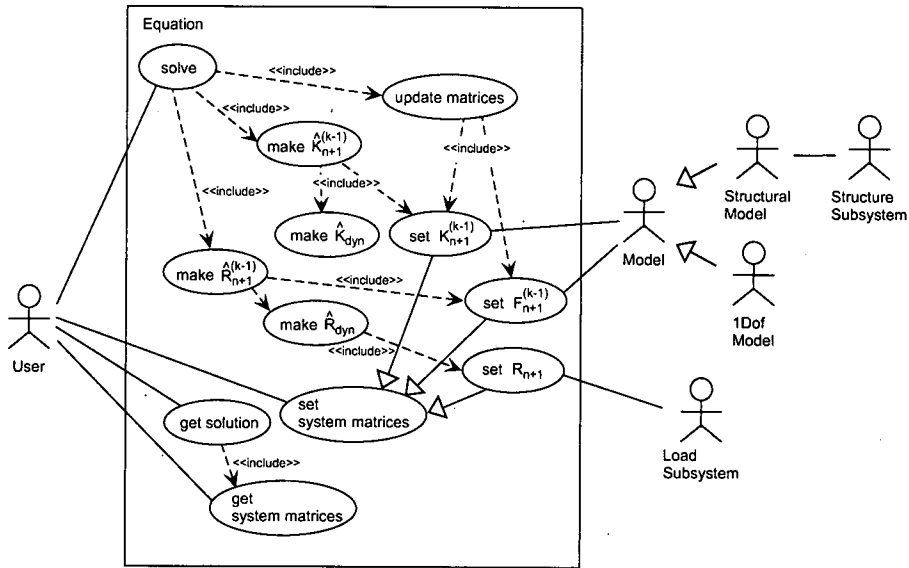 Equation
solve
<<include>>
update matrices
<<include>>
make K̂ₙ₊₁⁽ᵏ⁻¹⁾
<<include>>
<<include>>
<<include>>
make K̂dyn
set Kₙ₊₁⁽ᵏ⁻¹⁾
Model
Structural
Model
Structure
Subsystem
make R̂ₙ₊₁⁽ᵏ⁻¹⁾
<<include>>
set Fₙ₊₁⁽ᵏ⁻¹⁾
1Dof
Model
make R̂dyn
<<include>>
User
set Rₙ₊₁
set
system matrices
get solution
Load
Subsystem
<<include>>
get
system matrices